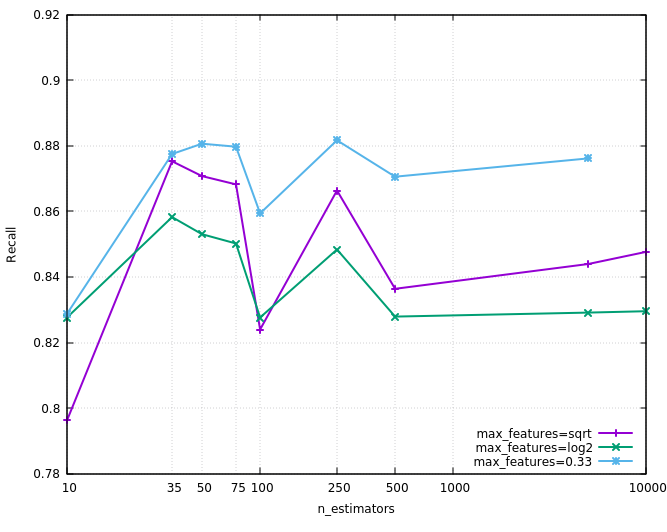 0.92
0.9
0.88
0.86
0.84
0.82
0.8
0.78
Recall
max_features=sqrt
max_features=log2
max_features=0.33
10 35 50 75 100 250 500 1000 10000
n_estimators